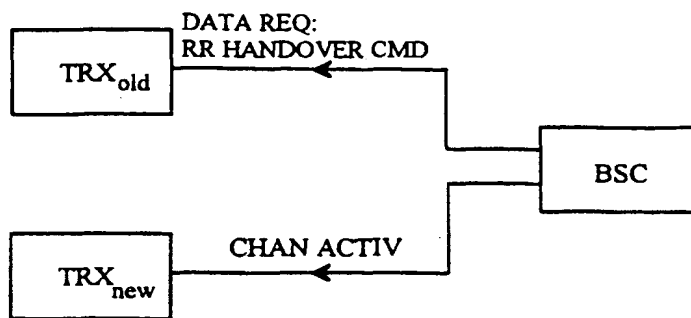 DATA REQ:
RR HANDOVER CMD
TRXold
BSC
CHAN ACTIV
TRXnew